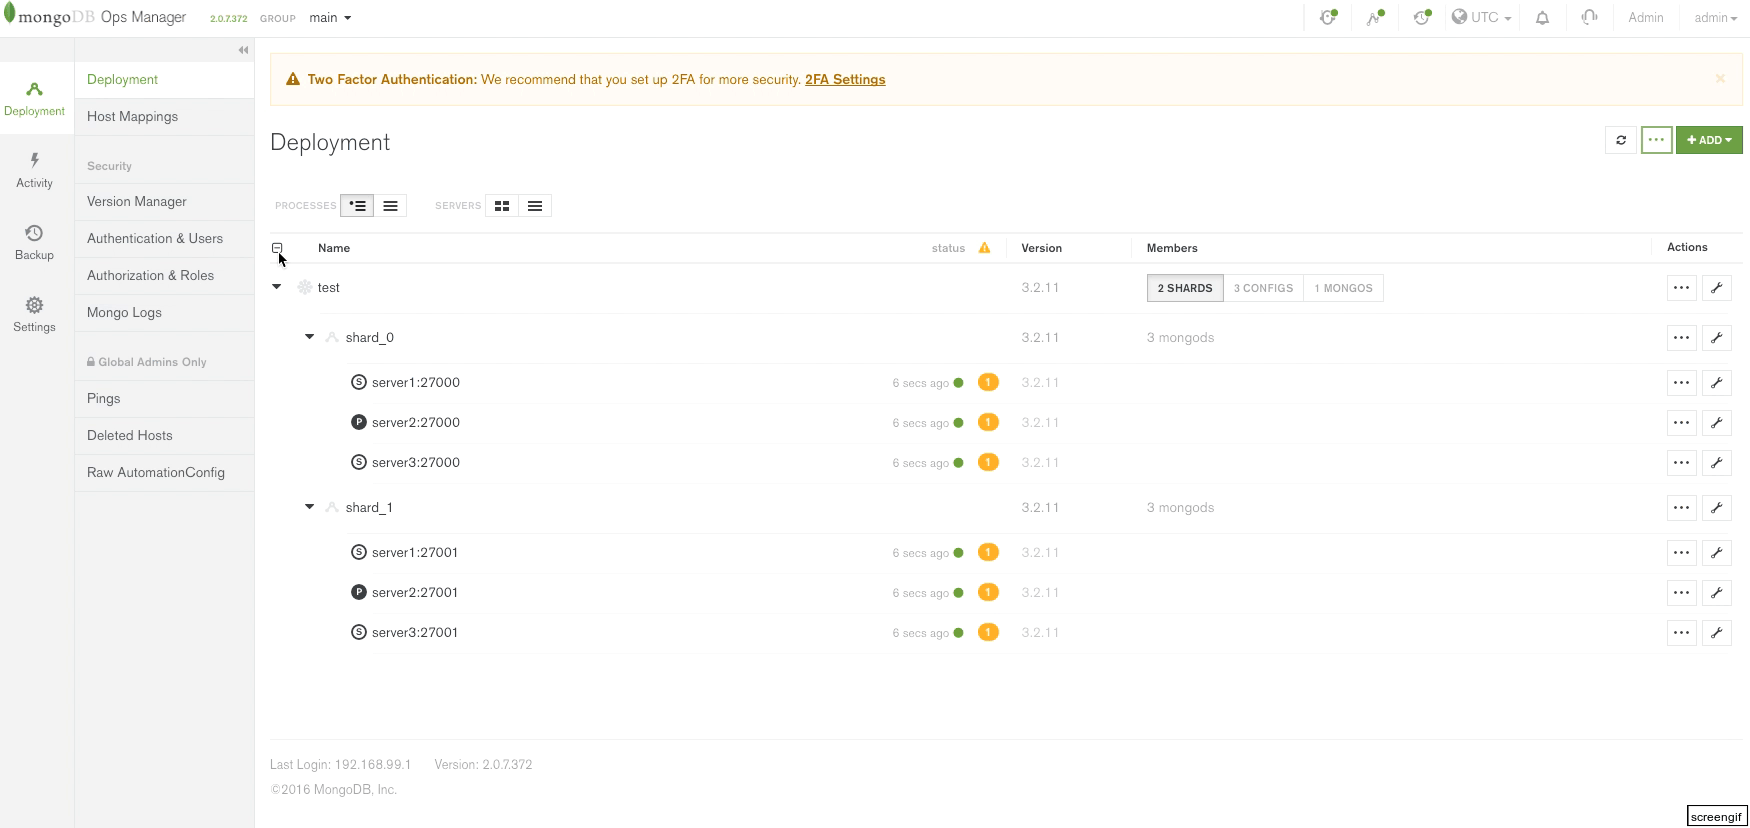 mongoDB Ops Manager 2.0.7.372 GROUP main UTC Admin admin
Deployment
Activity
Backup
Settings
Deployment
Host Mappings
Security
Version Manager
Authentication & Users
Authorization & Roles
Mongo Logs
Global Admins Only
Pings
Deleted Hosts
Raw AutomationConfig
Two Factor Authentication: We recommend that you set up 2FA for more security. 2FA Settings ×
Deployment
+ ADD
PROCESSES SERVERS
Name status Version Members Actions
test 3.2.11 2 SHARDS 3 CONFIGS 1 MONGOS
shard_0 3.2.11 3 mongods
S server1:27000 6 secs ago 1 3.2.11
P server2:27000 6 secs ago 1 3.2.11
S server3:27000 6 secs ago 1 3.2.11
shard_1 3.2.11 3 mongods
S server1:27001 6 secs ago 1 3.2.11
P server2:27001 6 secs ago 1 3.2.11
S server3:27001 6 secs ago 1 3.2.11
Last Login: 192.168.99.1 Version: 2.0.7.372
©2016 MongoDB, Inc.
screengif